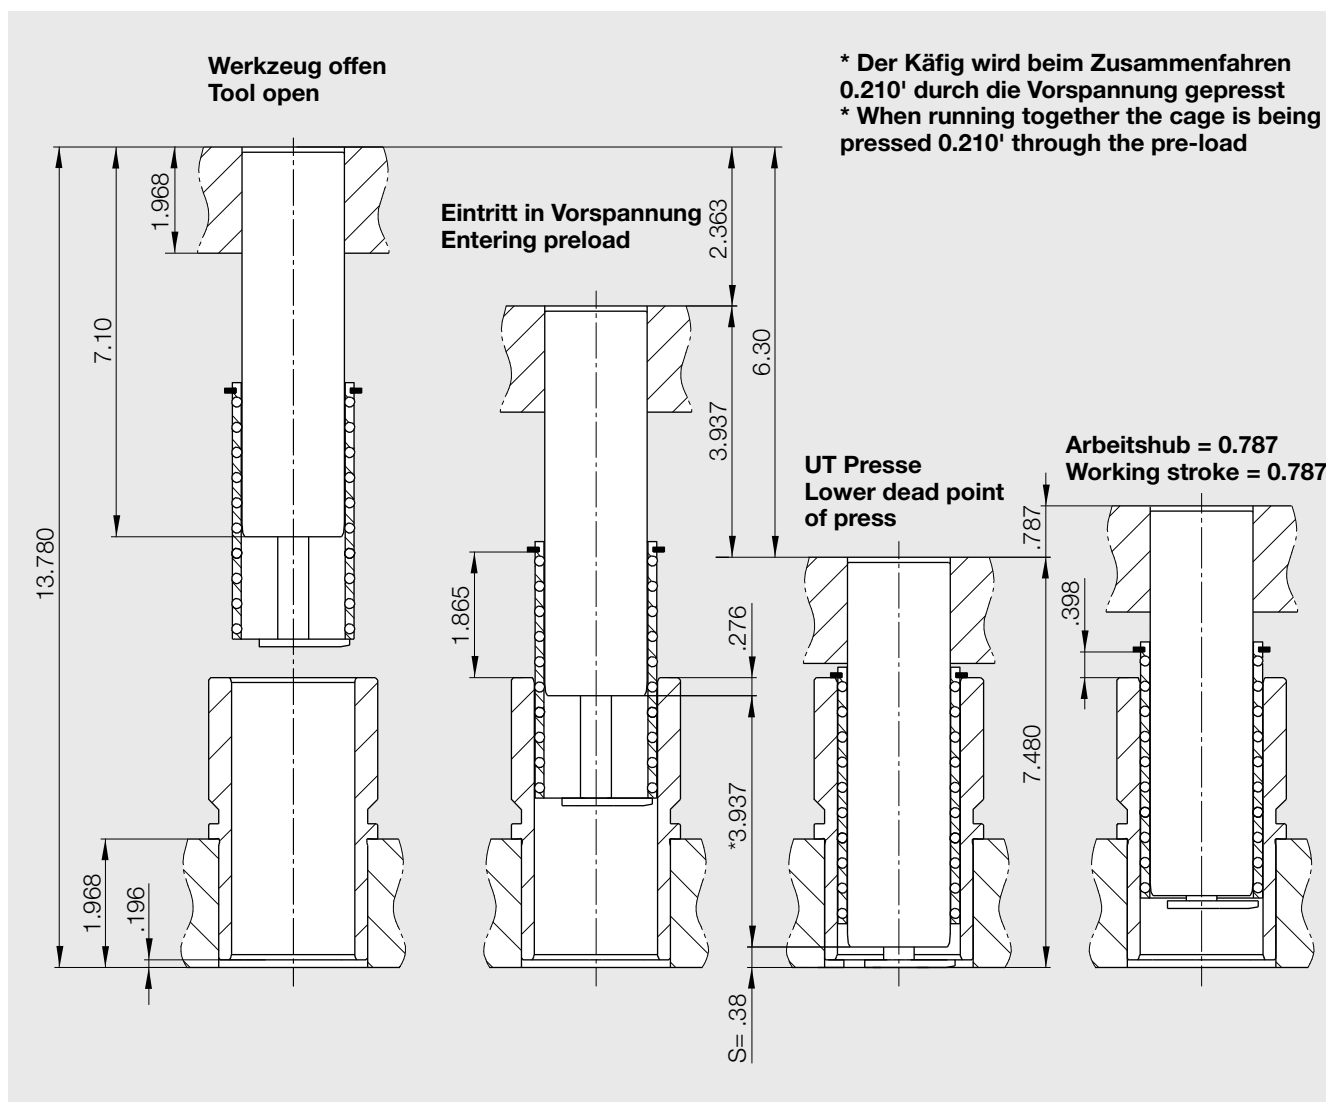 Werkzeug offen
Tool open
* Der Käfig wird beim Zusammenfahren
0.210' durch die Vorspannung gepresst
* When running together the cage is being
pressed 0.210' through the pre-load
Eintritt in Vorspannung
Entering preload
UT Presse
Lower dead point
of press
Arbeitshub = 0.787
Working stroke = 0.787
13.780
7.10
1.968
1.968
.196
1.865
2.363
3.937
6.30
.276
*3.937
S= .38
7.480
.787
.398